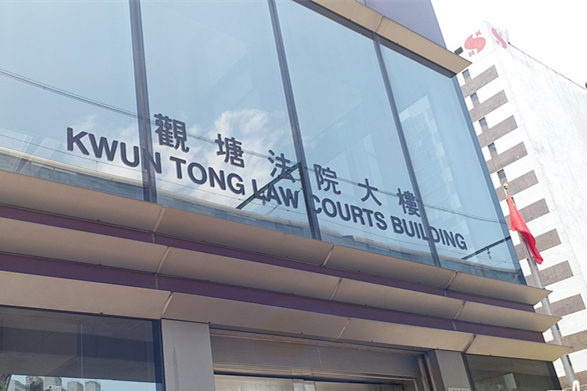 觀塘法院大樓
KWUN TONG LAW COURTS BUILDING